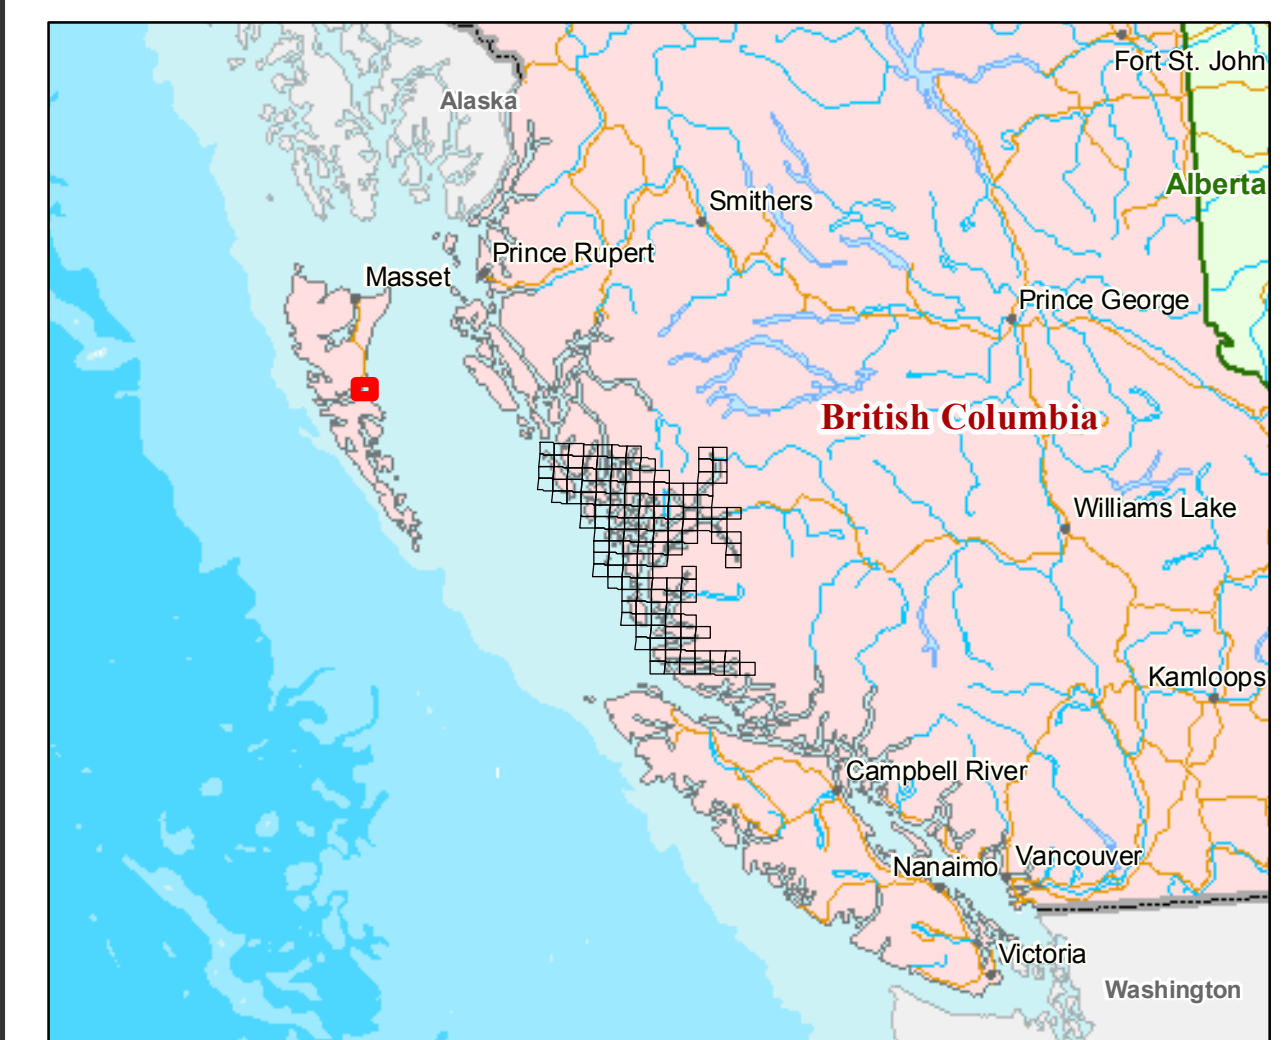 Fort St. John
Alaska
Alberta
Smithers
Prince Rupert
Masset
Prince George
British Columbia
Williams Lake
Kamloops
Campbell River
Vancouver
Nanaimo
Victoria
Washington